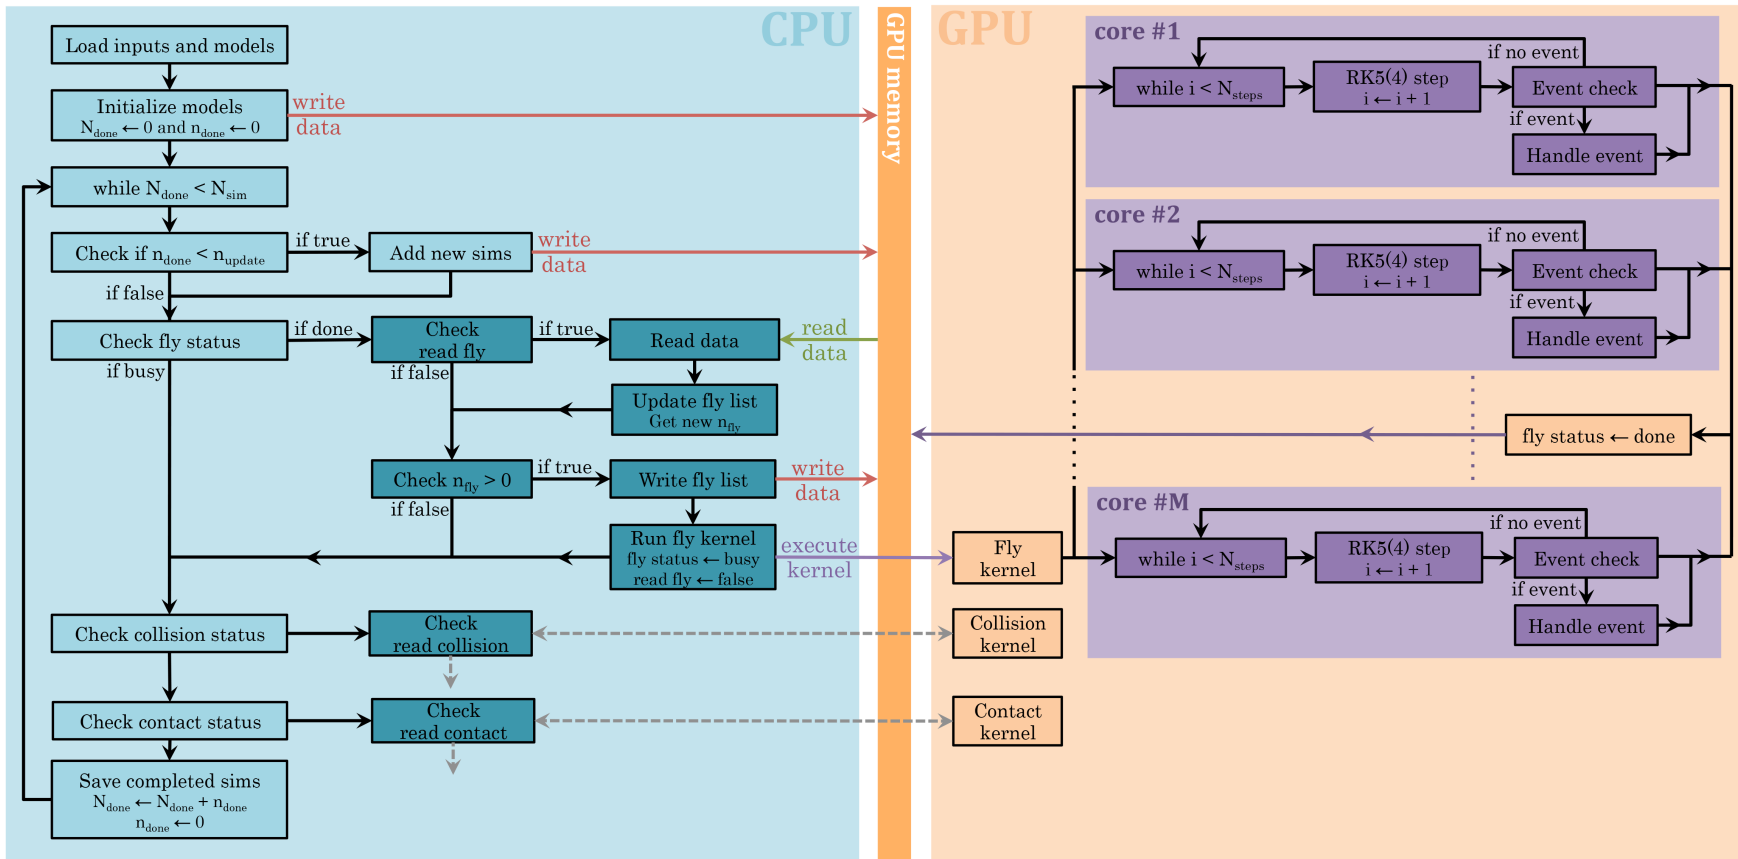 CPU
Load inputs and models
Initialize models
N_done ← 0 and n_done ← 0
write
data
while N_done < N_sim
Check if n_done < n_update
if true
Add new sims
write
data
if false
Check fly status
if done
Check
read fly
if true
Read data
read
data
if busy
if false
Update fly list
Get new n_fly
Check n_fly > 0
if true
Write fly list
write
data
if false
Run fly kernel
fly status ← busy
read fly ← false
execute
kernel
Check collision status
Check
read collision
Check contact status
Check
read contact
Save completed sims
N_done ← N_done + n_done
n_done ← 0
GPU memory
GPU
core #1
if no event
while i < N_steps
RK5(4) step
i ← i + 1
Event check
if event
Handle event
core #2
if no event
while i < N_steps
RK5(4) step
i ← i + 1
Event check
if event
Handle event
fly status ← done
core #M
if no event
Fly
kernel
while i < N_steps
RK5(4) step
i ← i + 1
Event check
if event
Handle event
Collision
kernel
Contact
kernel